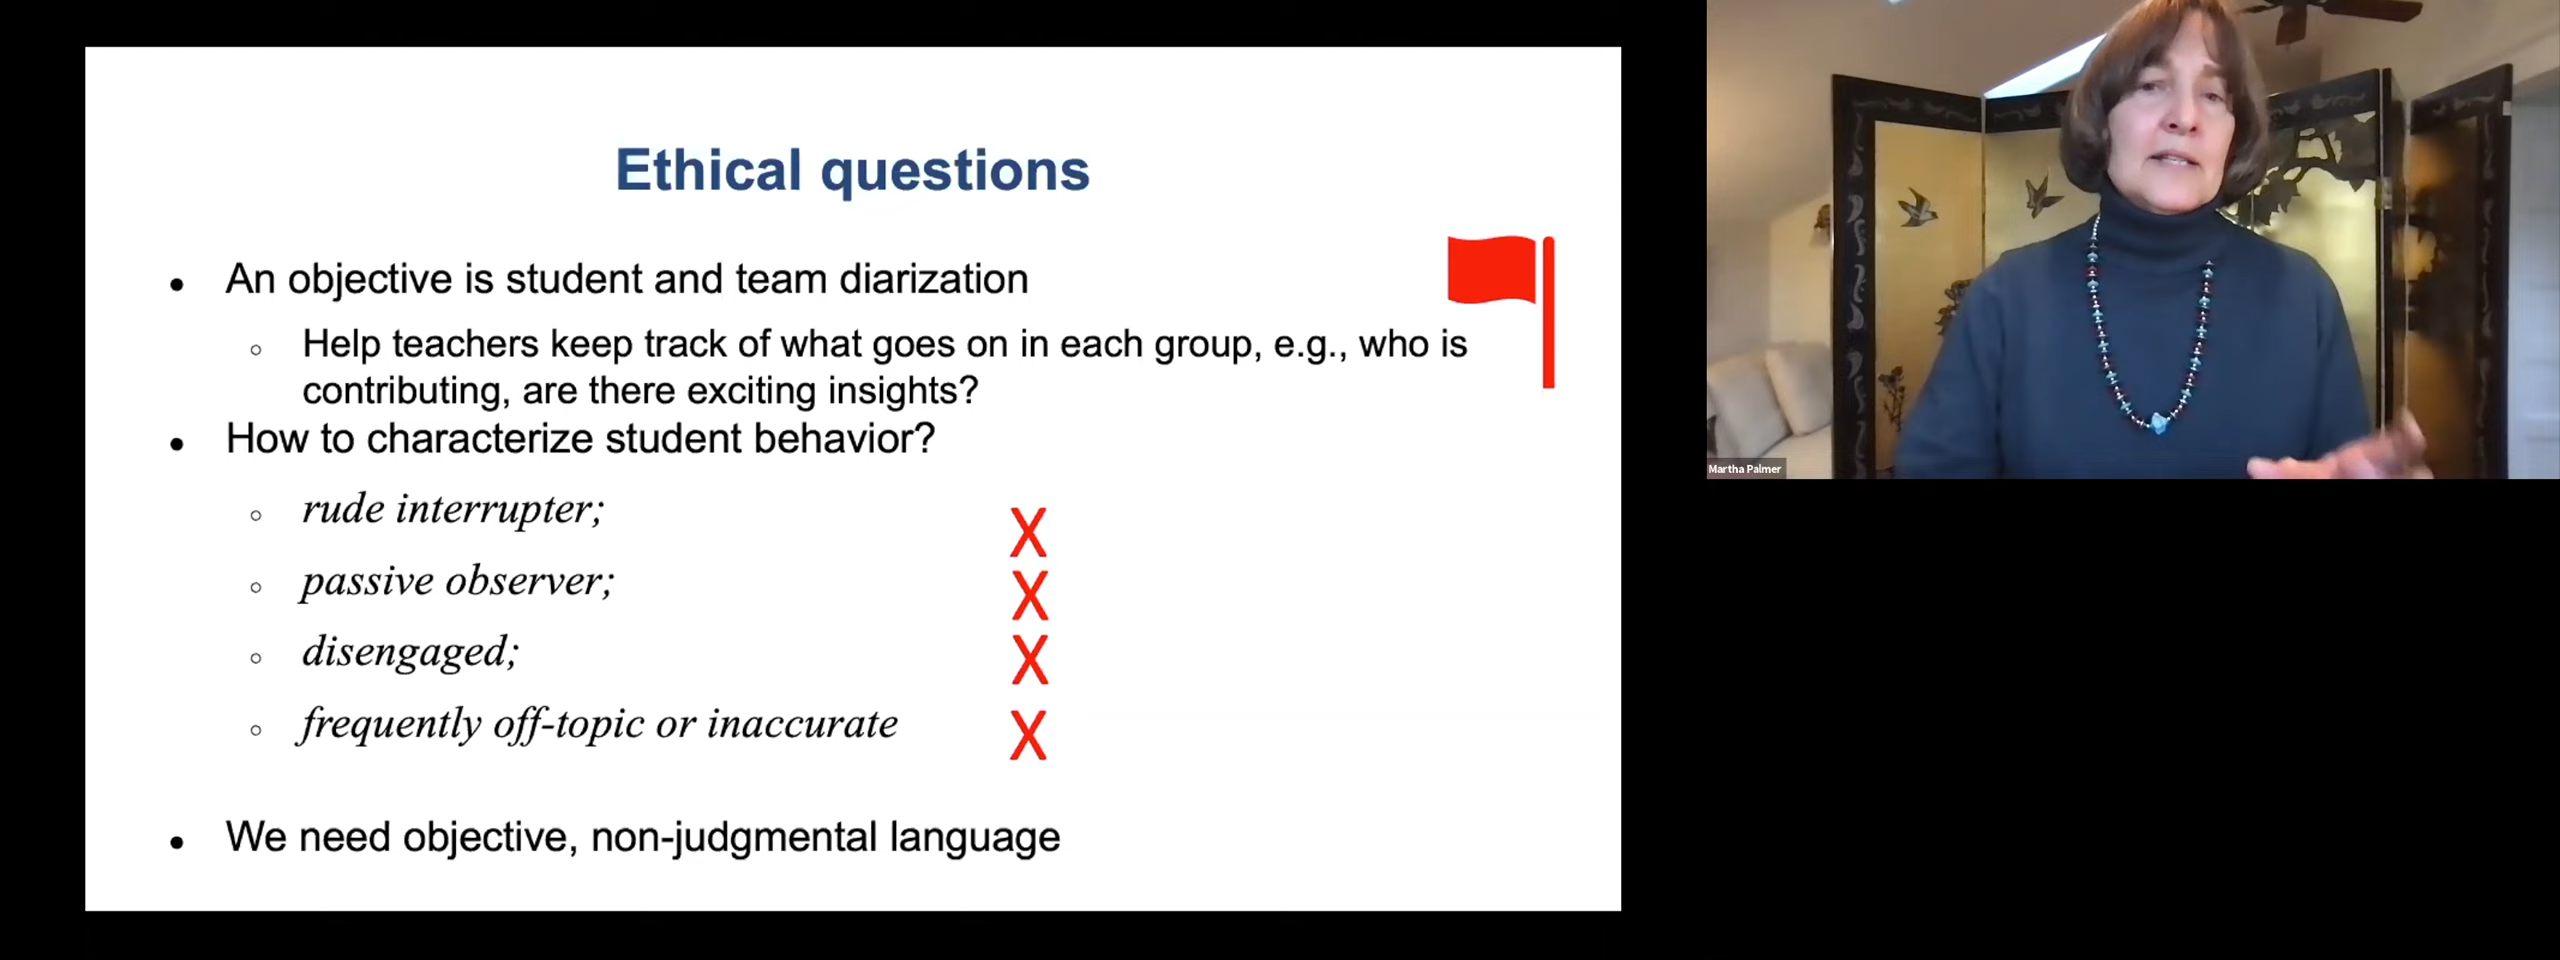 Ethical questions
An objective is student and team diarization
Help teachers keep track of what goes on in each group, e.g., who is
contributing, are there exciting insights?
How to characterize student behavior?
rude interrupter;
X
passive observer;
X
disengaged;
X
frequently off-topic or inaccurate
X
We need objective, non-judgmental language
Martha Palmer